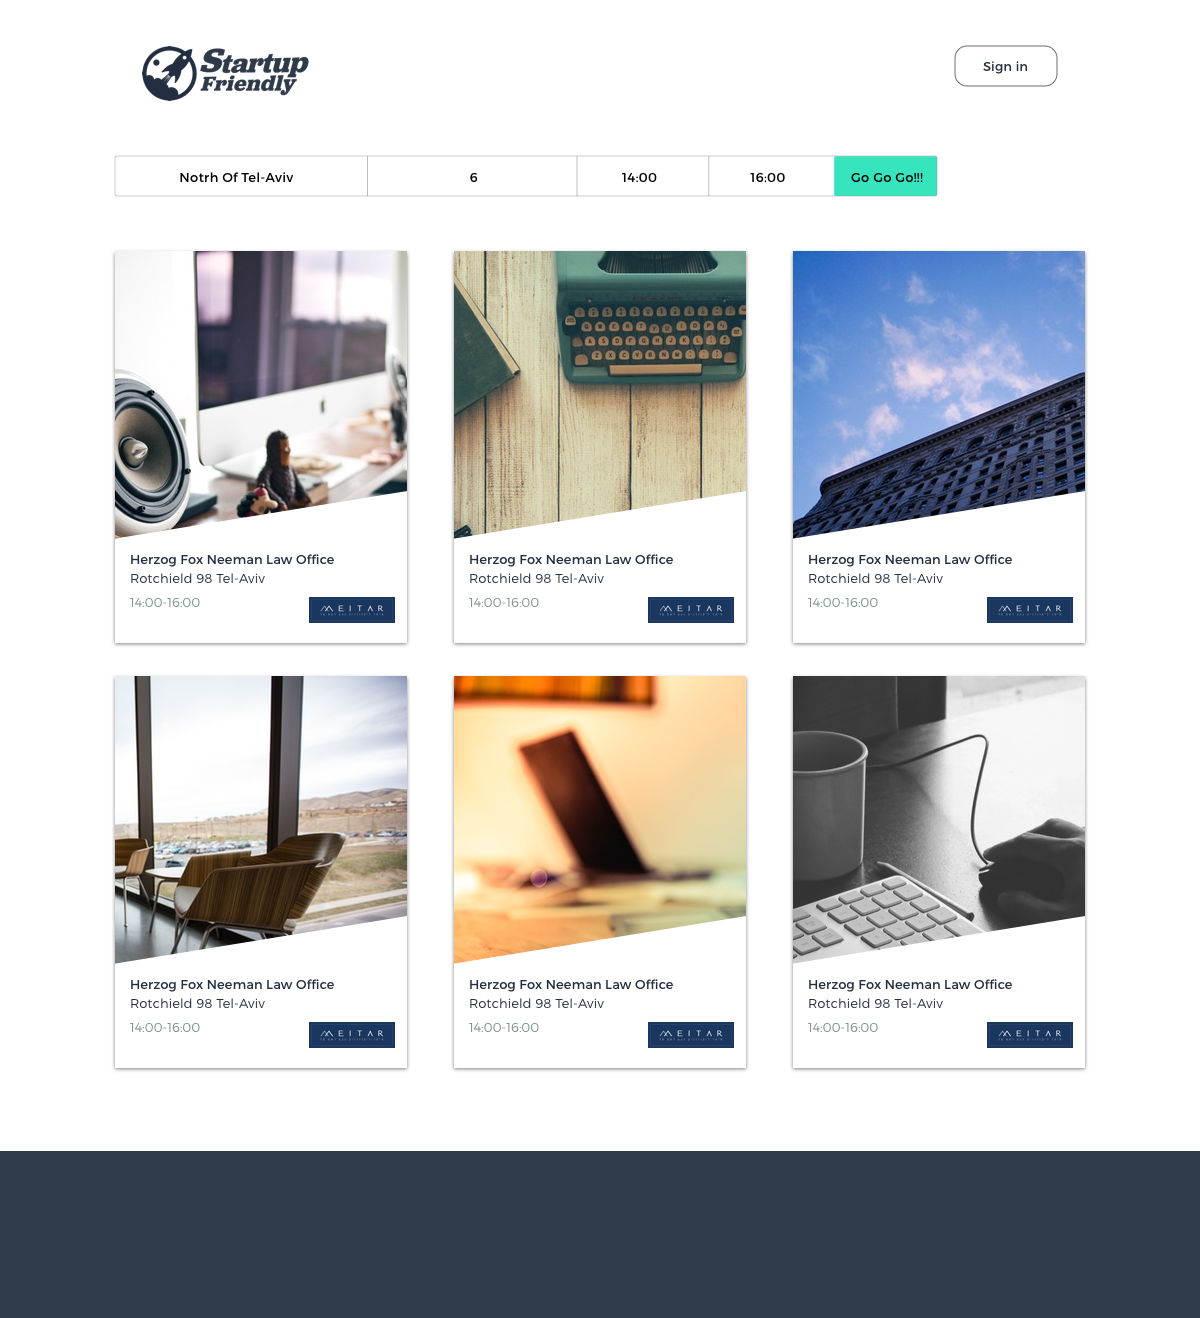 Startup
Friendly
Sign in
Notrh Of Tel-Aviv 6 14:00 16:00 Go Go Go!!!
Herzog Fox Neeman Law Office
Rotchield 98 Tel-Aviv
14:00-16:00
MEITAR
Herzog Fox Neeman Law Office
Rotchield 98 Tel-Aviv
14:00-16:00
MEITAR
Herzog Fox Neeman Law Office
Rotchield 98 Tel-Aviv
14:00-16:00
MEITAR
Herzog Fox Neeman Law Office
Rotchield 98 Tel-Aviv
14:00-16:00
MEITAR
Herzog Fox Neeman Law Office
Rotchield 98 Tel-Aviv
14:00-16:00
MEITAR
Herzog Fox Neeman Law Office
Rotchield 98 Tel-Aviv
14:00-16:00
MEITAR